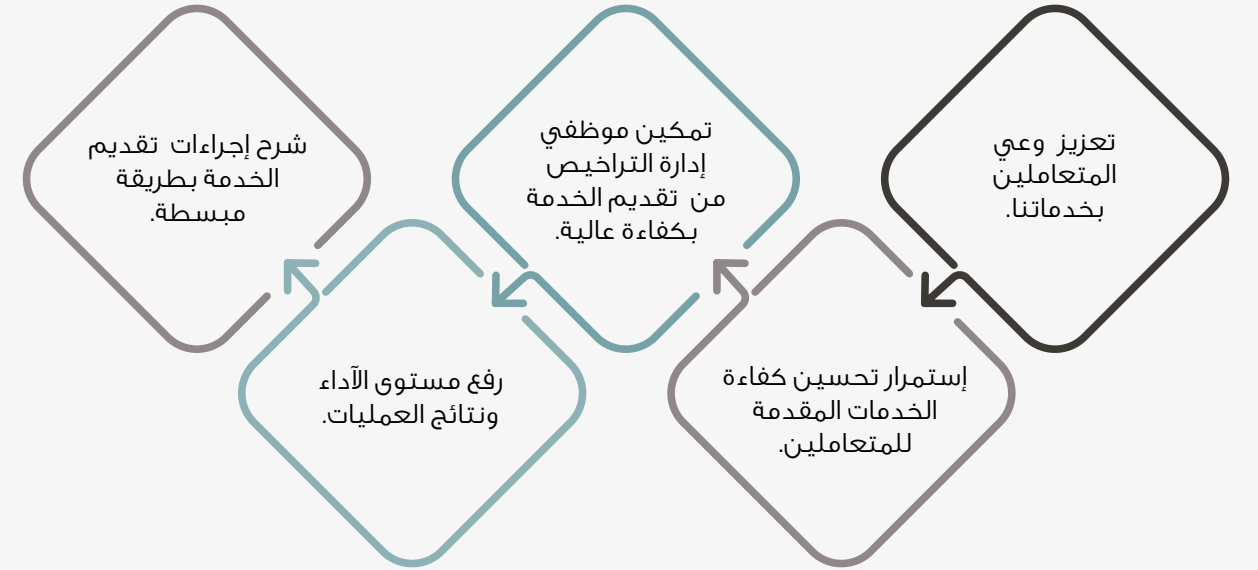 تعزيز وعي
المتعاملين
بخدماتنا.
إستمرار تحسين كفاءة
الخدمات المقدمة
للمتعاملين.
تمكين موظفي
إدارة التراخيص
من تقديم الخدمة
بكفاءة عالية.
رفع مستوى الآداء
ونتائج العمليات.
شرح إجراءات تقديم
الخدمة بطريقة
مبسطة.